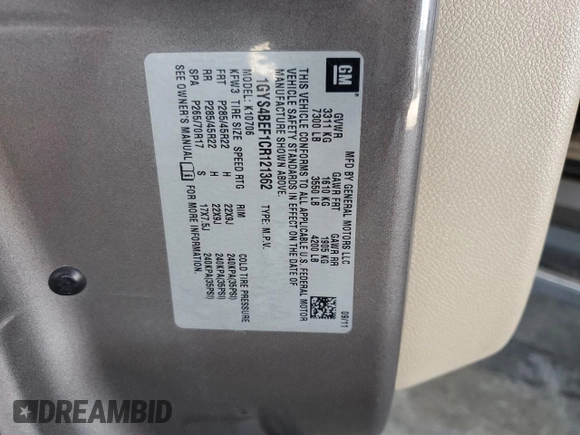 GM
MFD BY GENERAL MOTORS LLC 09/11
GVWR GAWR FRT GAWR RR
3311 KG 1610 KG 1905 KG
7300 LB 3550 LB 4200 LB
THIS VEHICLE CONFORMS TO ALL APPLICABLE U.S. FEDERAL MOTOR
VEHICLE SAFETY STANDARDS IN EFFECT ON THE DATE OF
MANUFACTURE SHOWN ABOVE.
1GYS4BEF1CR121362 TYPE: M.P.V.
MODEL: K10706
KFW3 TIRE SIZE SPEED RTG RIM COLD TIRE PRESSURE
FRT P285/45R22 H 22X9J 240KPA(35PSI)
RR P285/45R22 H 22X9J 240KPA(35PSI)
SPA P265/70R17 S 17X7.5J 240KPA(35PSI)
SEE OWNER'S MANUAL FOR MORE INFORMATION.
DREAMBID